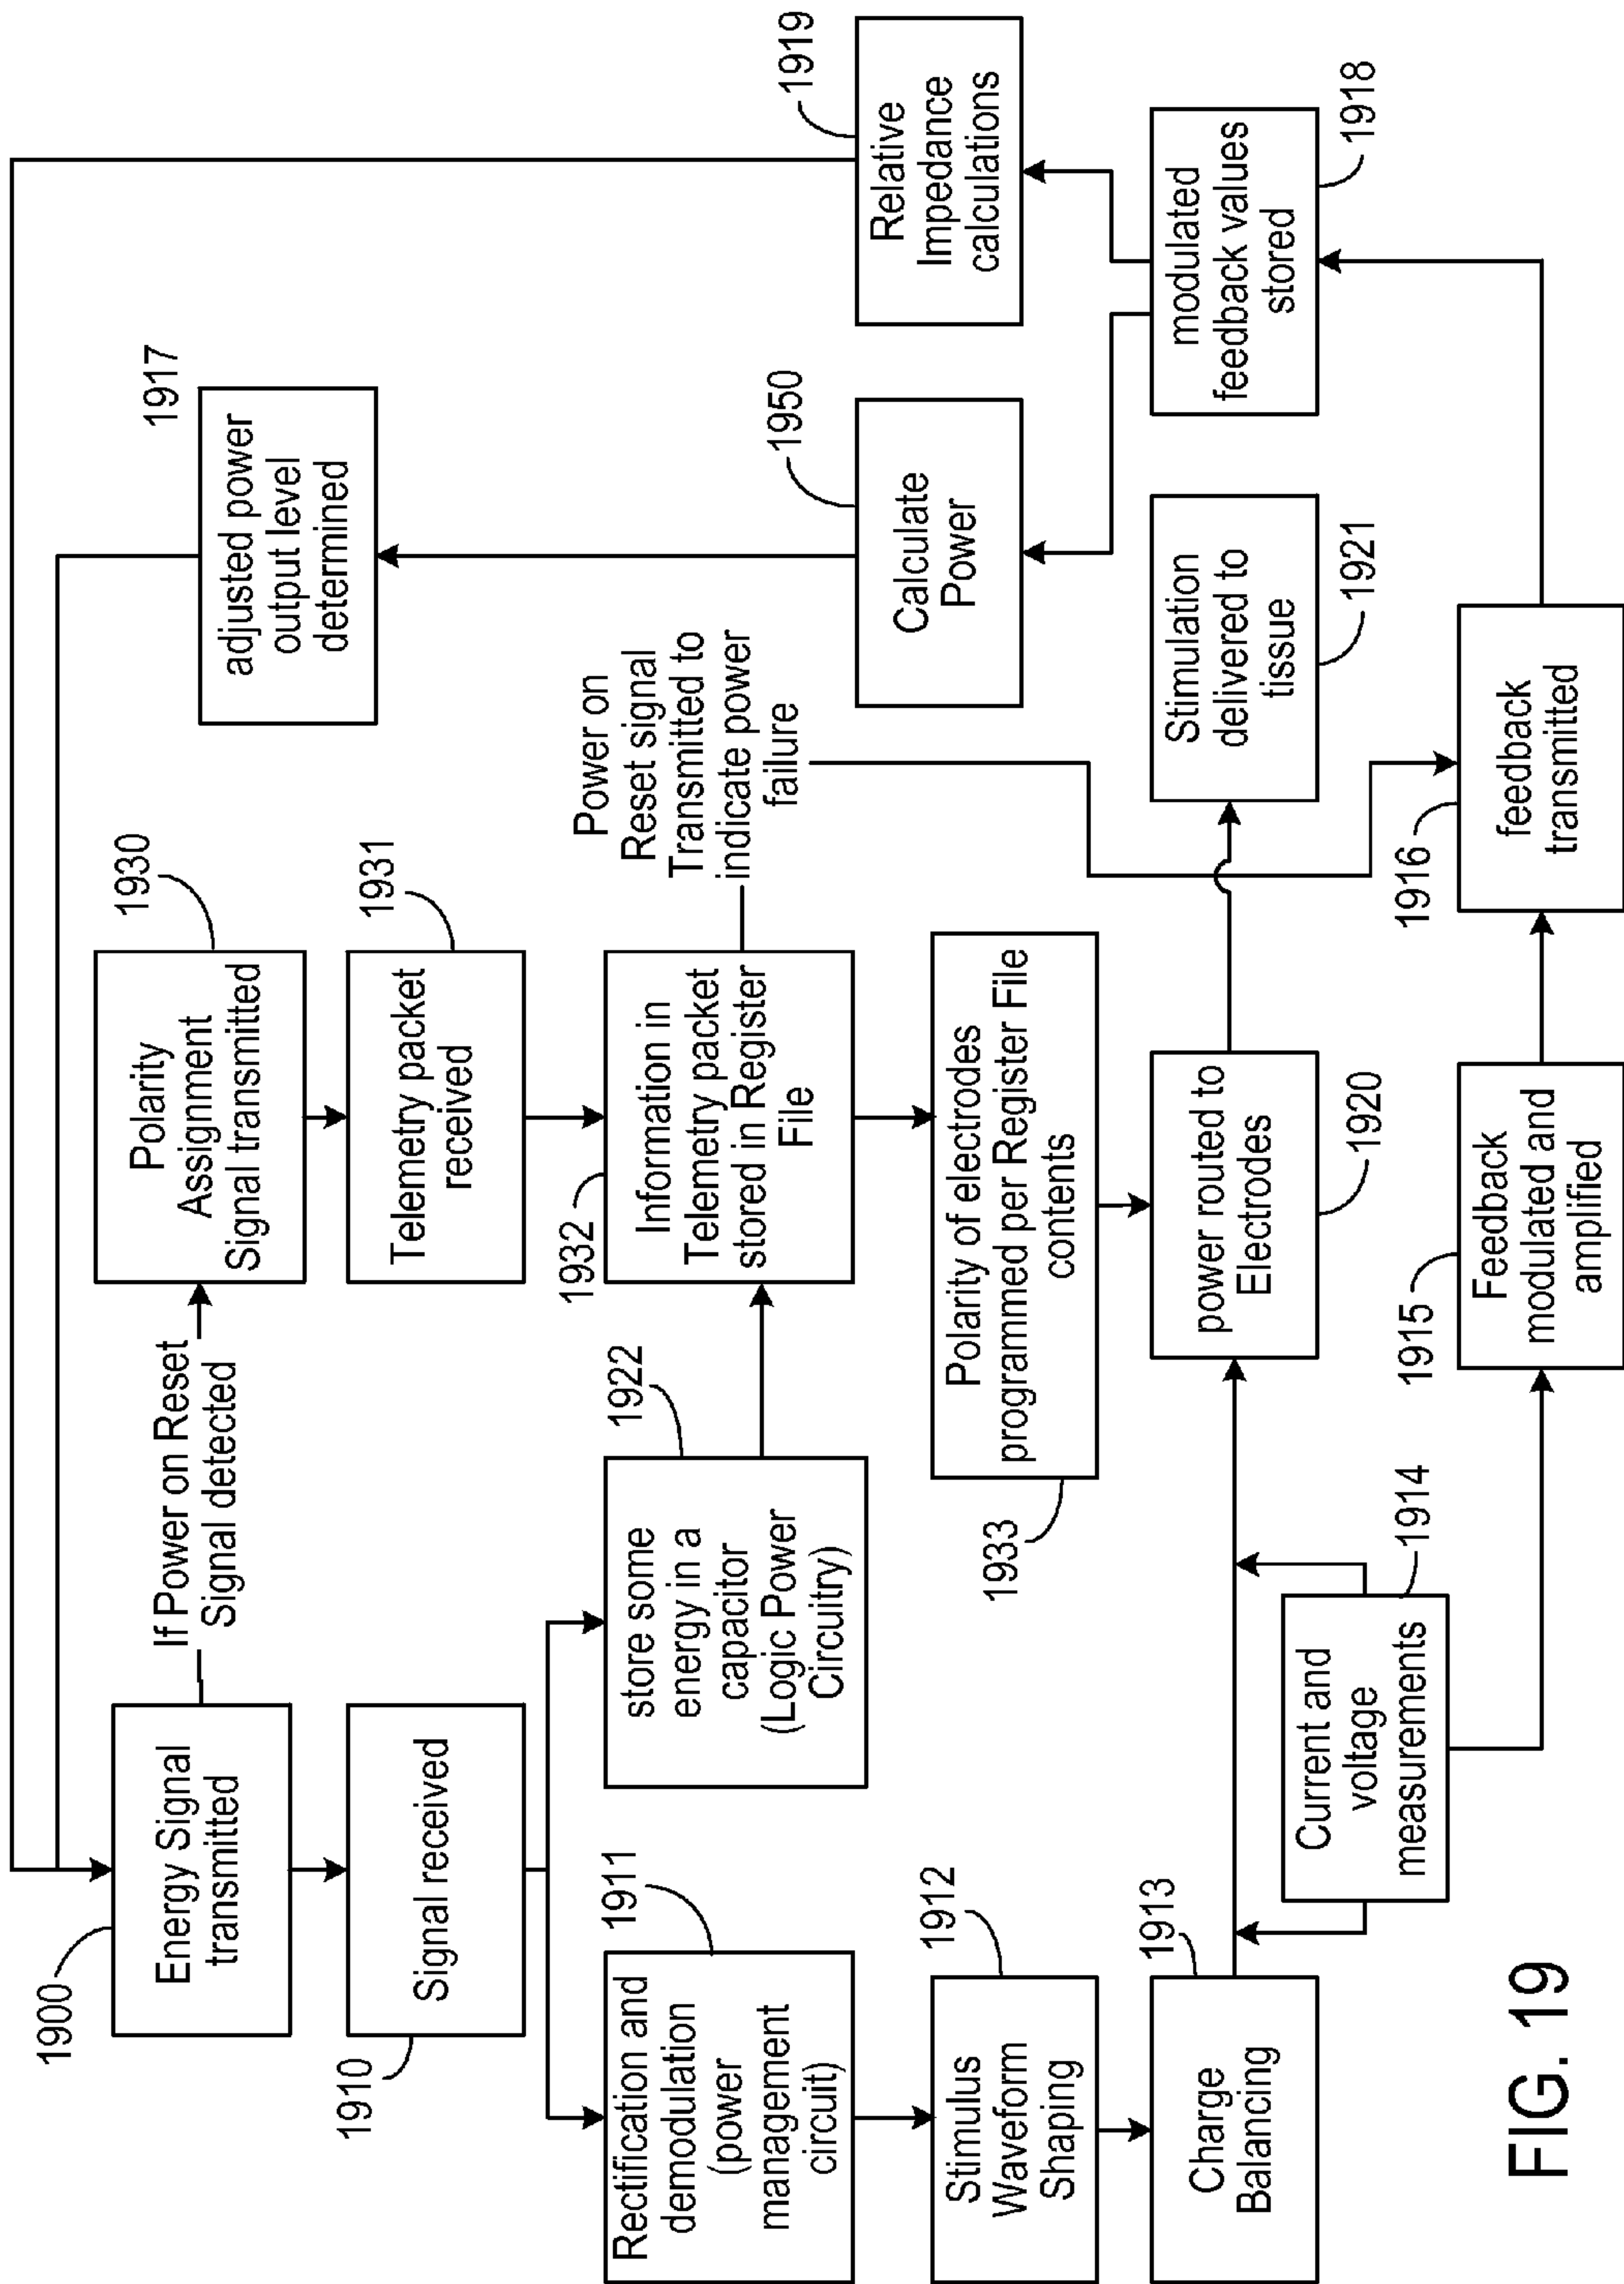 1900
Energy Signal
transmitted
If Power on Reset
Signal detected
1930
Polarity
Assignment
Signal transmitted
1917
adjusted power
output level
determined
1910
Signal received
1931
Telemetry packet
received
1911
Rectification and
demodulation
(power
management
circuit)
1922
store some
energy in a
capacitor
(Logic Power
Circuitry)
1932
Information in
Telemetry packet
stored in Register
File
Power on
Reset signal
Transmitted to
indicate power
failure
1950
Calculate
Power
1919
Relative
Impedance
calculations
1912
Stimulus
Waveform
Shaping
1933
Polarity of electrodes
programmed per Register File
contents
1913
Charge
Balancing
1920
power routed to
Electrodes
1921
Stimulation
delivered to
tissue
1918
modulated
feedback values
stored
1914
Current and
voltage
measurements
1915
Feedback
modulated and
amplified
1916
feedback
transmitted
FIG. 19